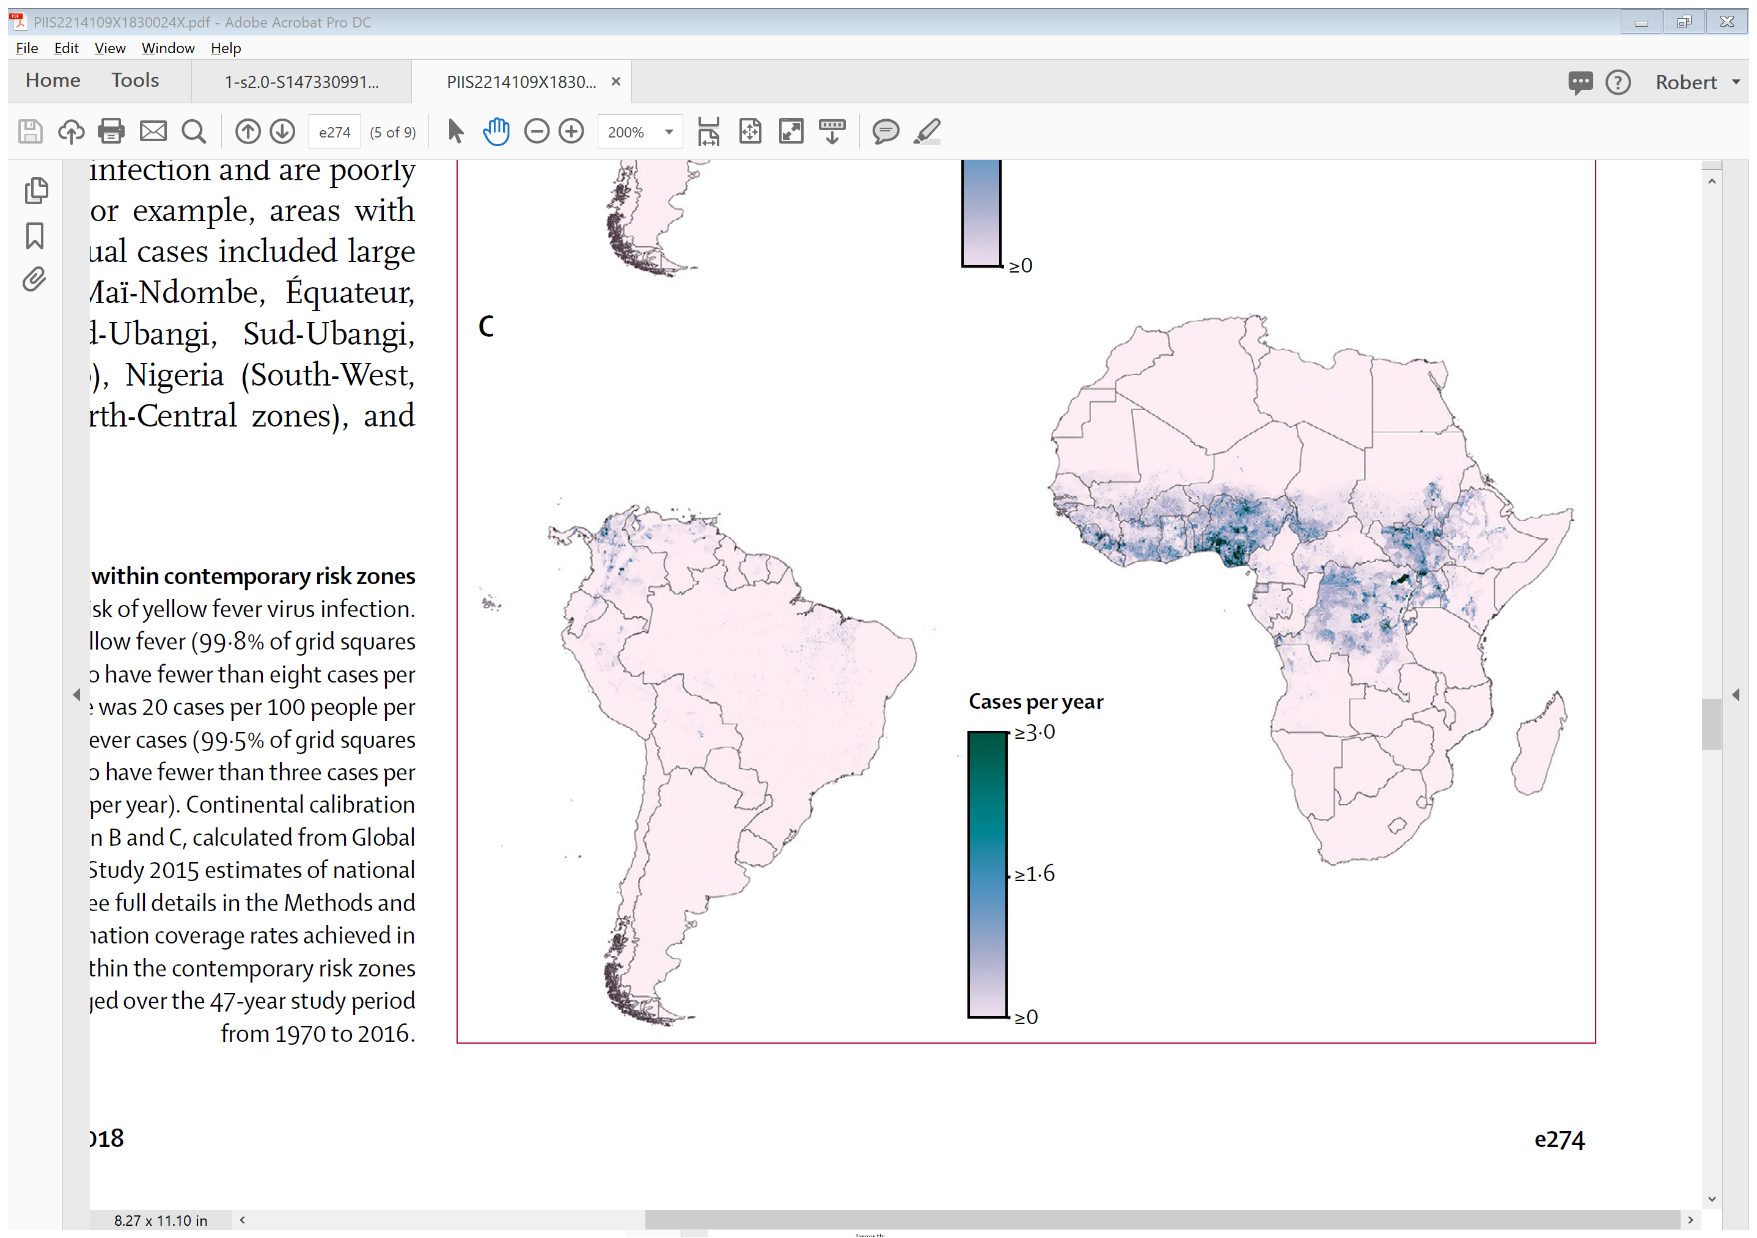 PIIS2214109X1830024X.pdf - Adobe Acrobat Pro DC
File Edit View Window Help
Home Tools 1-s2.0-S147330991... PIIS2214109X1830... × Robert
e274 (5 of 9) 200%
infection and are poorly
or example, areas with
ual cases included large
Maï-Ndombe, Équateur,
d-Ubangi, Sud-Ubangi,
), Nigeria (South-West,
rth-Central zones), and
within contemporary risk zones
isk of yellow fever virus infection.
llow fever (99·8% of grid squares
o have fewer than eight cases per
e was 20 cases per 100 people per
ever cases (99·5% of grid squares
o have fewer than three cases per
per year). Continental calibration
n B and C, calculated from Global
Study 2015 estimates of national
ee full details in the Methods and
nation coverage rates achieved in
thin the contemporary risk zones
ged over the 47-year study period
from 1970 to 2016.
≥0
C
Cases per year
≥3·0
≥1·6
≥0
018
e274
8.27 x 11.10 in